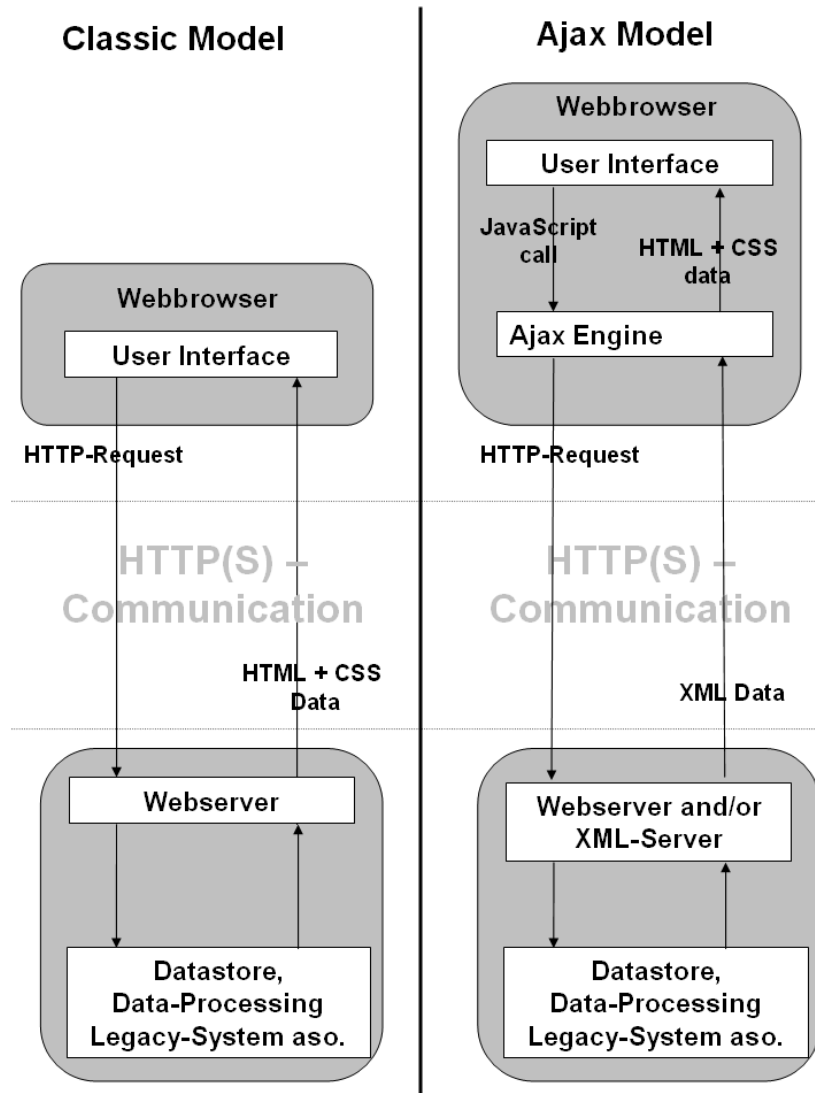 Classic Model
Webbrowser
User Interface
HTTP-Request
HTTP(S) –
Communication
HTML + CSS
Data
Webserver
Datastore,
Data-Processing
Legacy-System aso.
Ajax Model
Webbrowser
User Interface
JavaScript
call
HTML + CSS
data
Ajax Engine
HTTP-Request
HTTP(S) –
Communication
XML Data
Webserver and/or
XML-Server
Datastore,
Data-Processing
Legacy-System aso.